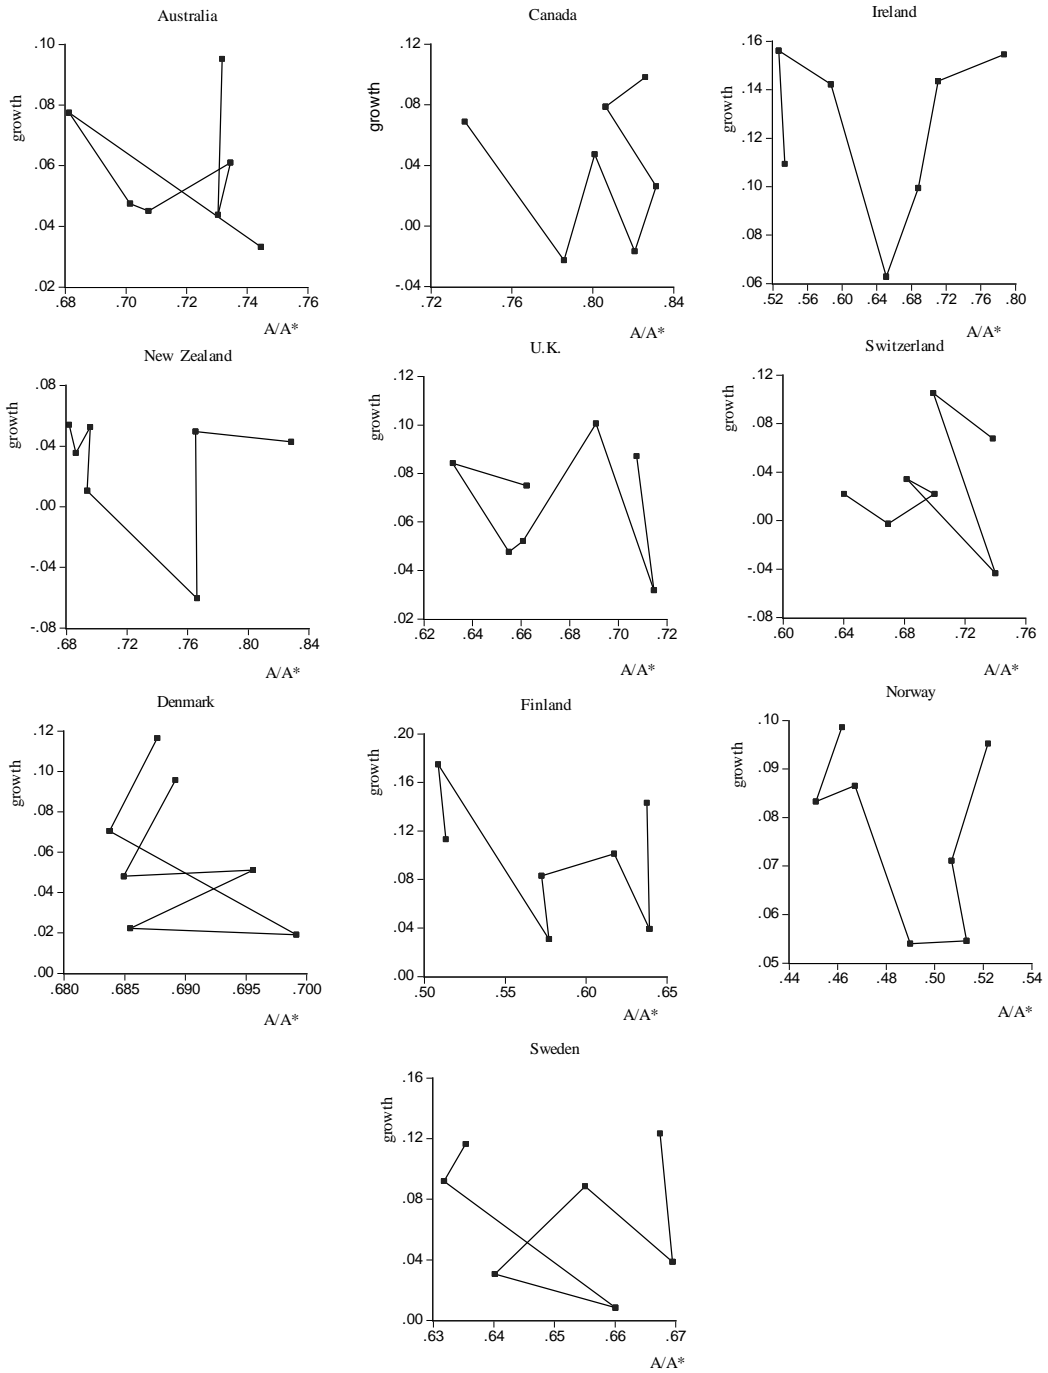 Australia
growth
.10
.08
.06
.04
.02
.68 .70 .72 .74 .76
A/A*
Canada
growth
.12
.08
.04
.00
-.04
.72 .76 .80 .84
A/A*
Ireland
growth
.16
.14
.12
.10
.08
.06
.52 .56 .60 .64 .68 .72 .76 .80
A/A*
New Zealand
growth
.08
.04
.00
-.04
-.08
.68 .72 .76 .80 .84
A/A*
U.K.
growth
.12
.10
.08
.06
.04
.02
.62 .64 .66 .68 .70 .72
A/A*
Switzerland
growth
.12
.08
.04
.00
-.04
-.08
.60 .64 .68 .72 .76
A/A*
Denmark
growth
.12
.10
.08
.06
.04
.02
.00
.680 .685 .690 .695 .700
A/A*
Finland
growth
.20
.16
.12
.08
.04
.00
.50 .55 .60 .65
A/A*
Norway
growth
.10
.09
.08
.07
.06
.05
.44 .46 .48 .50 .52 .54
A/A*
Sweden
growth
.16
.12
.08
.04
.00
.63 .64 .65 .66 .67
A/A*